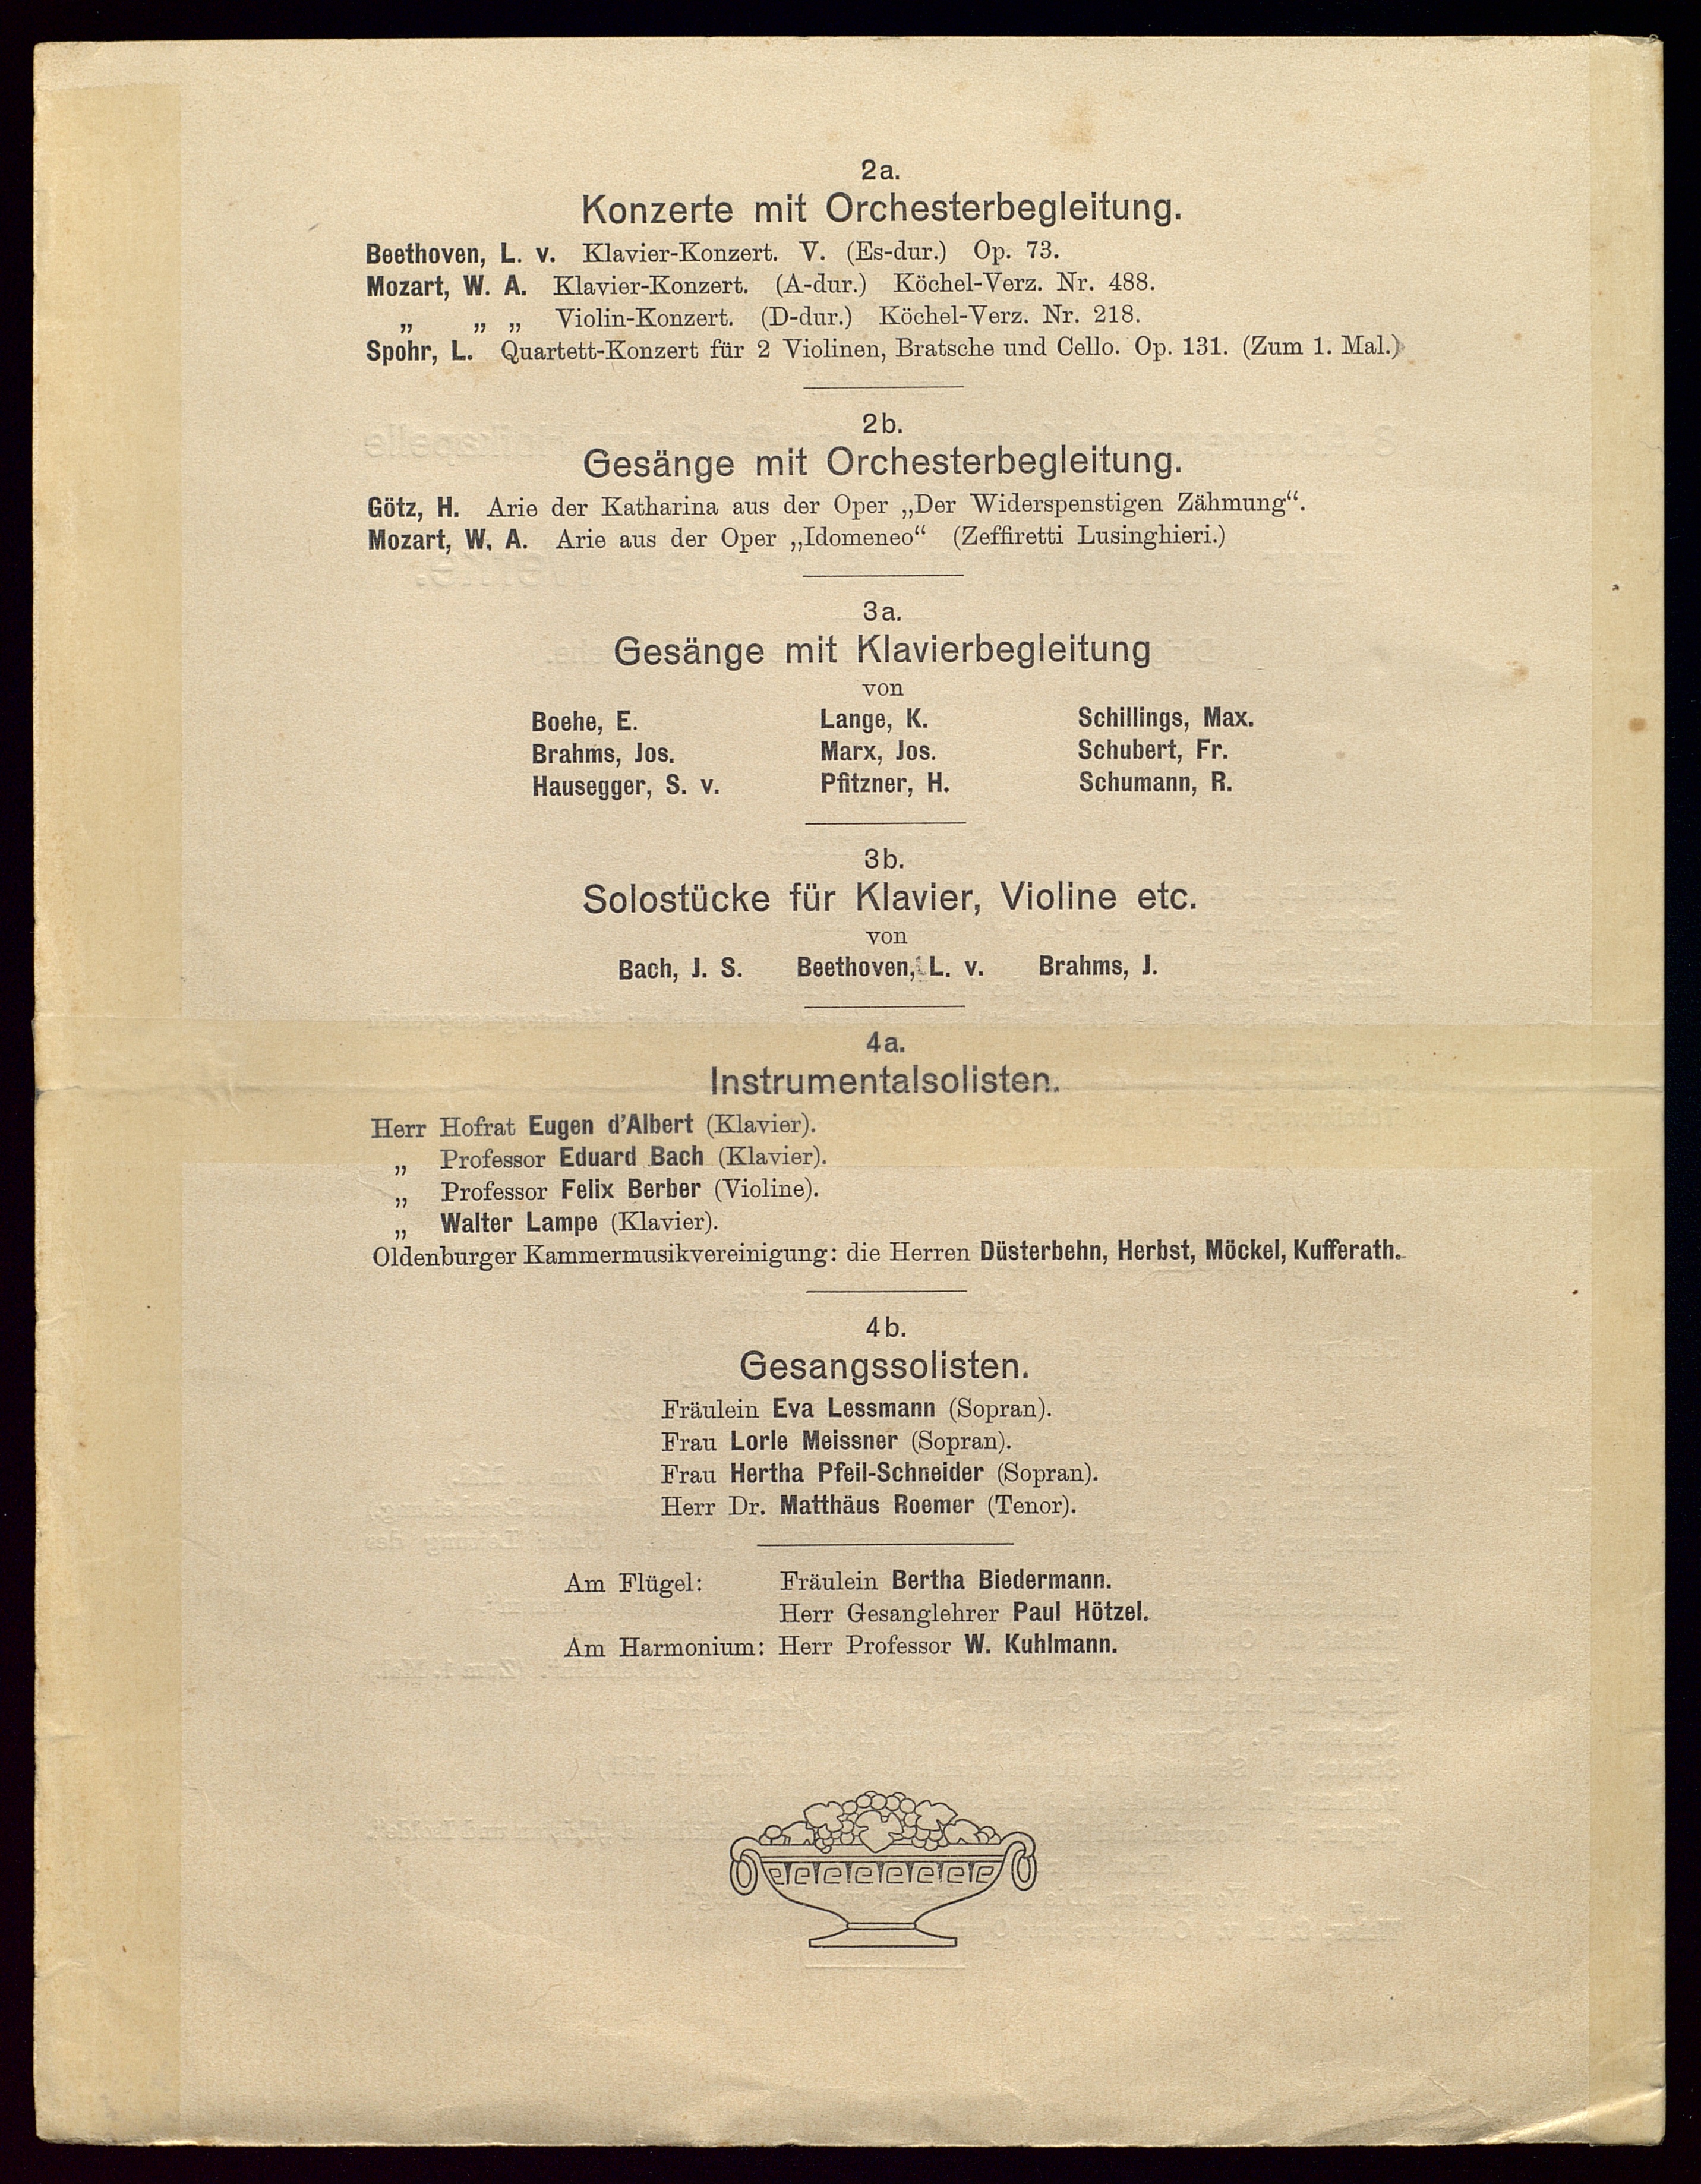 2a.
Konzerte mit Orchesterbegleitung.
Beethoven, L. v. Klavier-Konzert. V. (Es-dur.) Op. 73.
Mozart, W. A. Klavier-Konzert. (A-dur.) Köchel-Verz. Nr. 488.
„ „ „ Violin-Konzert. (D-dur.) Köchel-Verz. Nr. 218.
Spohr, L. Quartett-Konzert für 2 Violinen, Bratsche und Cello. Op. 131. (Zum 1. Mal.)
2b.
Gesänge mit Orchesterbegleitung.
Götz, H. Arie der Katharina aus der Oper „Der Widerspenstigen Zähmung“.
Mozart, W. A. Arie aus der Oper „Idomeneo“ (Zeffiretti Lusinghieri.)
3a.
Gesänge mit Klavierbegleitung
von
Boehe, E. Lange, K. Schillings, Max.
Brahms, Jos. Marx, Jos. Schubert, Fr.
Hausegger, S. v. Pfitzner, H. Schumann, R.
3b.
Solostücke für Klavier, Violine etc.
von
Bach, J. S. Beethoven, L. v. Brahms, J.
4a.
Instrumentalsolisten.
Herr Hofrat Eugen d'Albert (Klavier).
„ Professor Eduard Bach (Klavier).
„ Professor Felix Berber (Violine).
„ Walter Lampe (Klavier).
Oldenburger Kammermusikvereinigung: die Herren Düsterbehn, Herbst, Möckel, Kufferath.
4b.
Gesangssolisten.
Fräulein Eva Lessmann (Sopran).
Frau Lorle Meissner (Sopran).
Frau Hertha Pfeil-Schneider (Sopran).
Herr Dr. Matthäus Roemer (Tenor).
Am Flügel: Fräulein Bertha Biedermann.
Herr Gesanglehrer Paul Hötzel.
Am Harmonium: Herr Professor W. Kuhlmann.